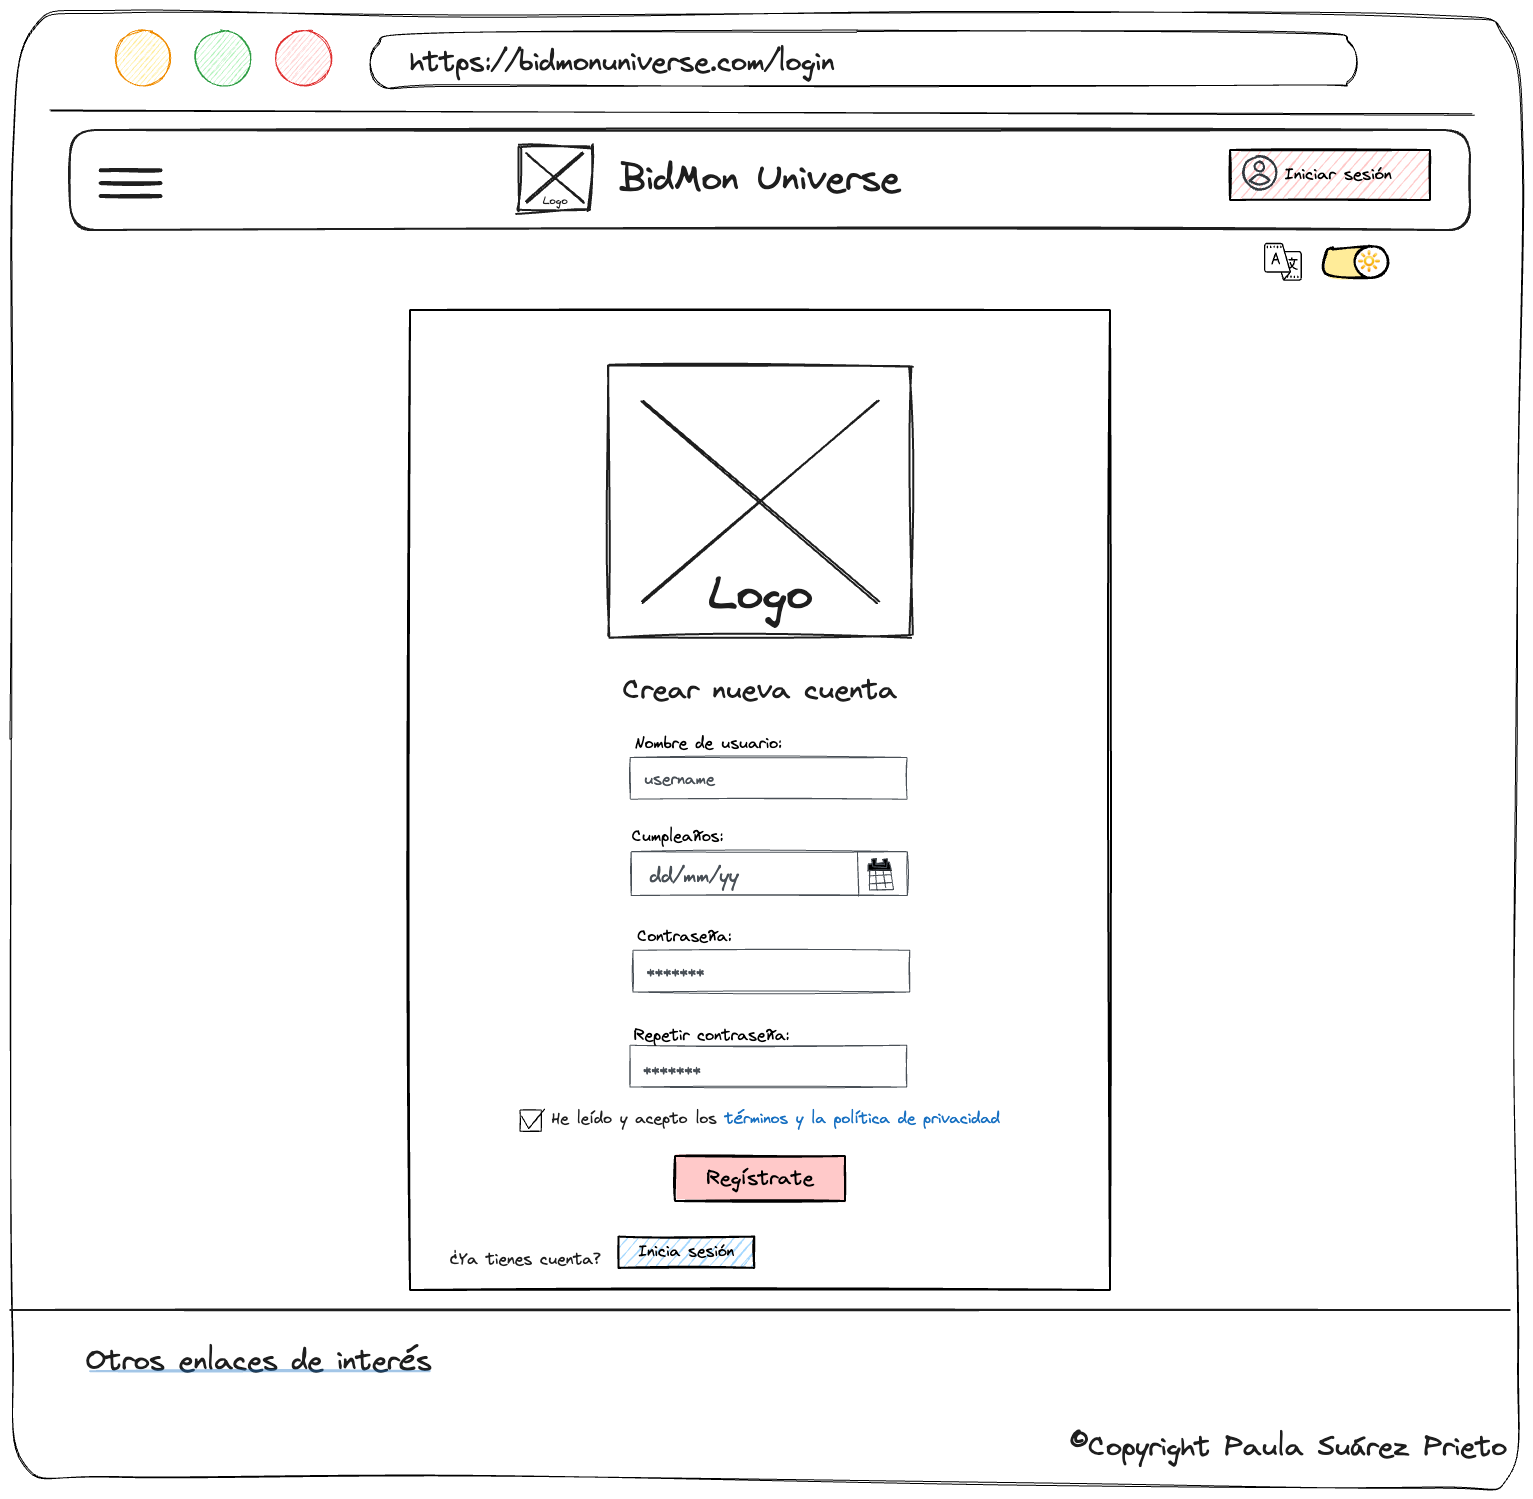 https://bidmonuniverse.com/login
Logo
BidMon Universe
Iniciar sesión
A 文
Logo
Crear nueva cuenta
Nombre de usuario:
username
Cumpleaños:
dd/mm/yy
Contraseña:
*******
Repetir contraseña:
*******
He leído y acepto los términos y la política de privacidad
Regístrate
¿Ya tienes cuenta?
Inicia sesión
Otros enlaces de interés
©Copyright Paula Suárez Prieto